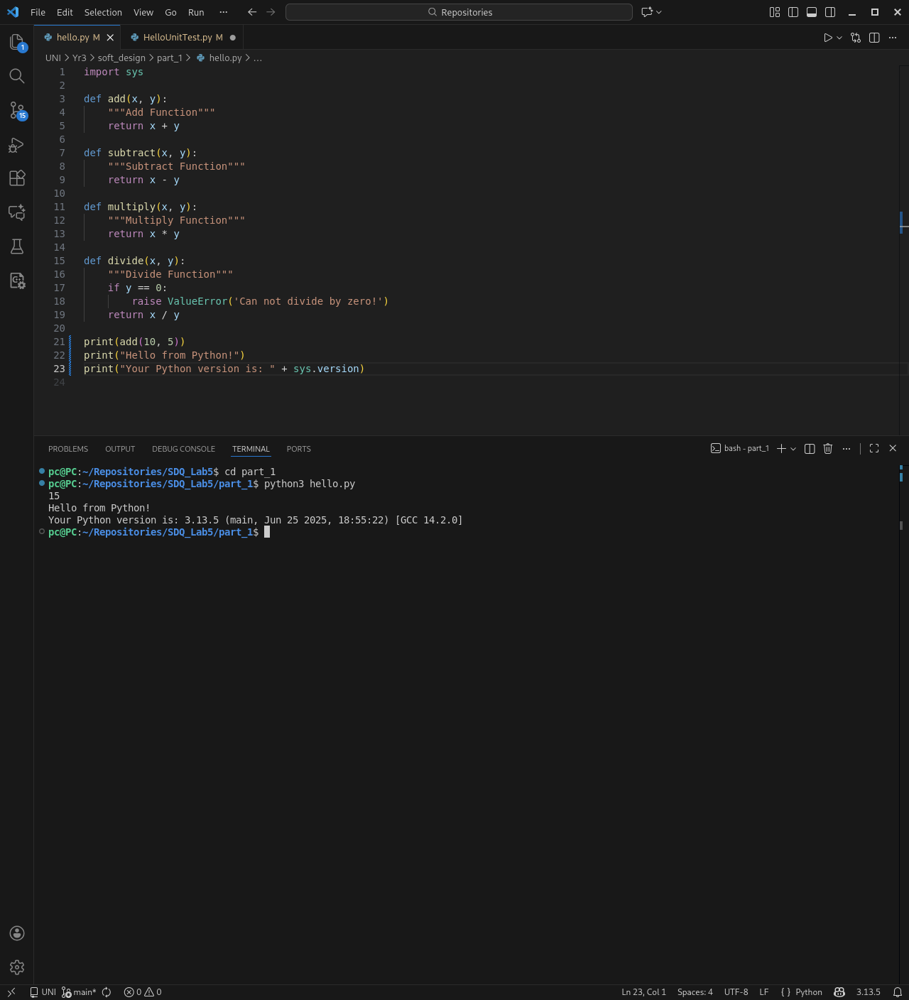 File Edit Selection View Go Run ··· Repositories
hello.py M HelloUnitTest.py M
UNI > Yr3 > soft_design > part_1 > hello.py > ...
1 import sys
2
3 def add(x, y):
4 """Add Function"""
5 return x + y
6
7 def subtract(x, y):
8 """Subtract Function"""
9 return x - y
10
11 def multiply(x, y):
12 """Multiply Function"""
13 return x * y
14
15 def divide(x, y):
16 """Divide Function"""
17 if y == 0:
18 raise ValueError('Can not divide by zero!')
19 return x / y
20
21 print(add(10, 5))
22 print("Hello from Python!")
23 print("Your Python version is: " + sys.version)
24
1
15
PROBLEMS OUTPUT DEBUG CONSOLE TERMINAL PORTS bash - part_1
pc@PC:~/Repositories/SDQ_Lab5$ cd part_1
pc@PC:~/Repositories/SDQ_Lab5/part_1$ python3 hello.py
15
Hello from Python!
Your Python version is: 3.13.5 (main, Jun 25 2025, 18:55:22) [GCC 14.2.0]
pc@PC:~/Repositories/SDQ_Lab5/part_1$
UNI main* 0 0 Ln 23, Col 1 Spaces: 4 UTF-8 LF { } Python 3.13.5